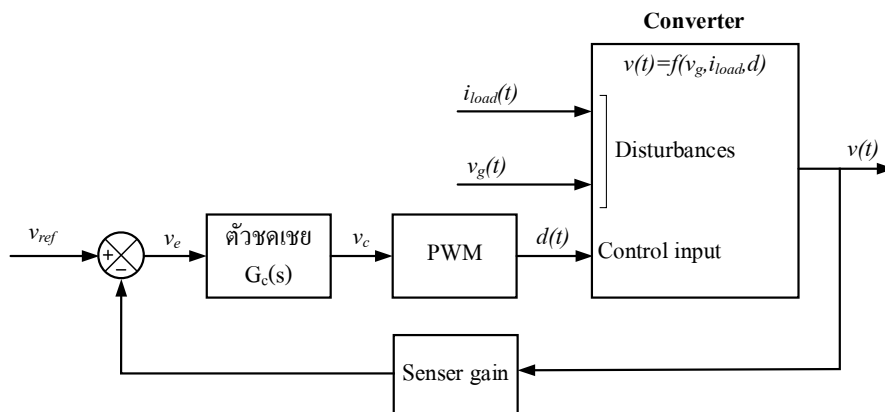 Converter
v(t)=f(vg,iload,d)
iload(t)
Disturbances
v(t)
vg(t)
vref
+
−
ve
ตัวชดเชย
Gc(s)
vc
PWM
d(t)
Control input
Senser gain